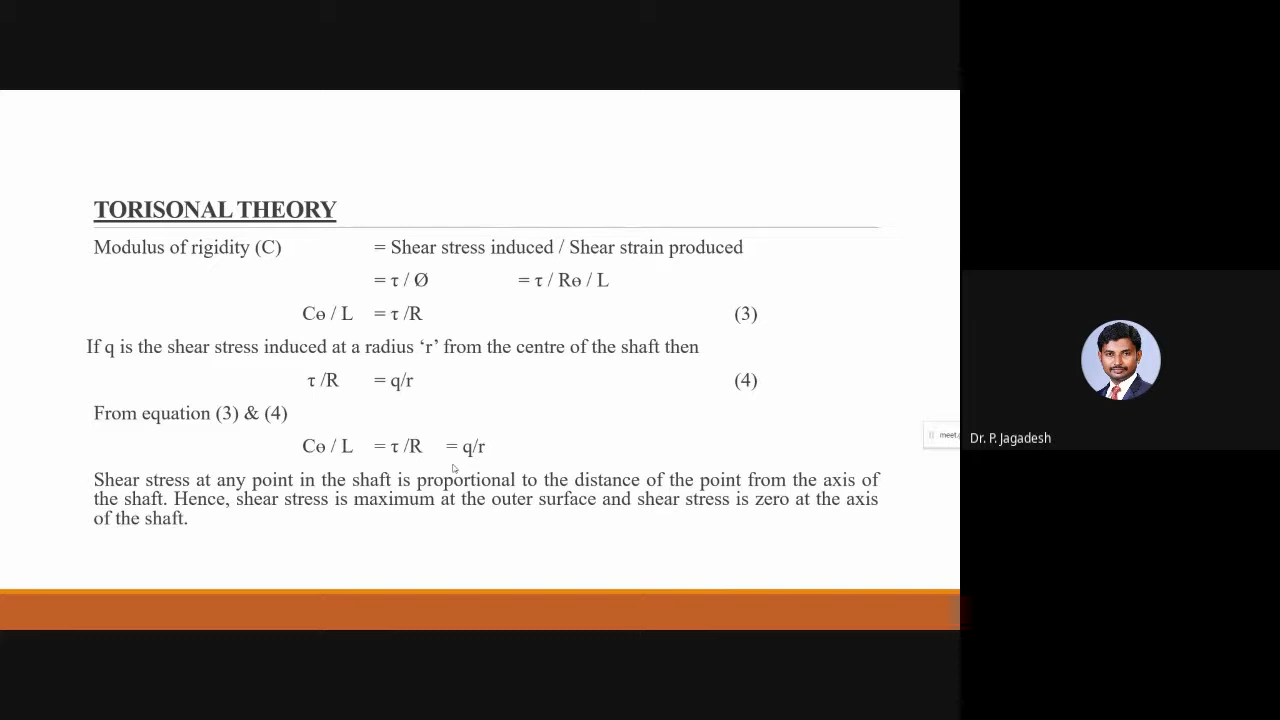 TORISONAL THEORY
Modulus of rigidity (C) = Shear stress induced / Shear strain produced
= τ / Ø = τ / Rɵ / L
Cɵ / L = τ /R (3)
If q is the shear stress induced at a radius ‘r’ from the centre of the shaft then
τ /R = q/r (4)
From equation (3) & (4)
Cɵ / L = τ /R = q/r
Shear stress at any point in the shaft is proportional to the distance of the point from the axis of
the shaft. Hence, shear stress is maximum at the outer surface and shear stress is zero at the axis
of the shaft.
meet.
Dr. P. Jagadesh